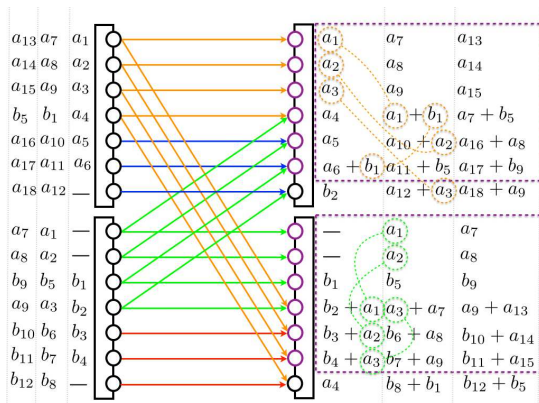 a₁₃ a₇ a₁ a₁ a₇ a₁₃
a₁₄ a₈ a₂ a₂ a₈ a₁₄
a₁₅ a₉ a₃ a₃ a₉ a₁₅
b₅ b₁ a₄ a₄ a₁ + b₁ a₇ + b₅
a₁₆ a₁₀ a₅ a₅ a₁₀ + a₂ a₁₆ + a₈
a₁₇ a₁₁ a₆ a₆ + b₁ a₁₁ + b₅ a₁₇ + b₉
a₁₈ a₁₂ — b₂ a₁₂ + a₃ a₁₈ + a₉
a₇ a₁ — — a₁ a₇
a₈ a₂ — — a₂ a₈
b₉ b₅ b₁ b₁ b₅ b₉
a₉ a₃ b₂ b₂ + a₁ a₃ + a₇ a₉ + a₁₃
b₁₀ b₆ b₃ b₃ + a₂ b₆ + a₈ b₁₀ + a₁₄
b₁₁ b₇ b₄ b₄ + a₃ b₇ + a₉ b₁₁ + a₁₅
b₁₂ b₈ — a₄ b₈ + b₁ b₁₂ + b₅